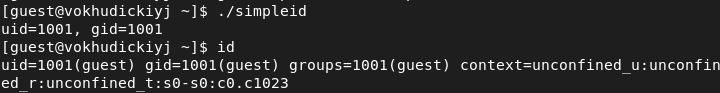 [guest@vokhudickiyj ~]$ ./simpleid
uid=1001, gid=1001
[guest@vokhudickiyj ~]$ id
uid=1001(guest) gid=1001(guest) groups=1001(guest) context=unconfined_u:unconfin
ed_r:unconfined_t:s0-s0:c0.c1023